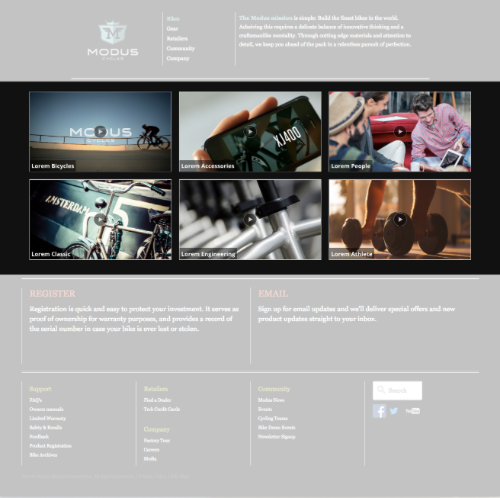 MODUS
CYCLES
Bikes
Gear
Retailers
Community
Company
The Modus mission is simple: Build the finest bikes in the world.
Achieving this requires a delicate balance of innovative thinking and a
craftsmanlike mentality. Through cutting edge materials and attention to
detail, we keep you ahead of the pack in a relentless pursuit of perfection.
MODUS
CYCLES
Lorem Bicycles
XJ400
Lorem Accessories
Lorem People
AMSTERDAM
Lorem Classic
Lorem Engineering
Lorem Athlete
REGISTER
Registration is quick and easy to protect your investment. It serves as
proof of ownership for warranty purposes, and provides a record of
the serial number in case your bike is ever lost or stolen.
EMAIL
Sign up for email updates and we'll deliver special offers and new
product updates straight to your inbox.
Support
FAQ's
Owners manuals
Limited Warranty
Safety & Recalls
Feedback
Product Registration
Bike Archives
Retailers
Find a Dealer
Trek Credit Cards
Company
Factory Tour
Careers
Media
Community
Modus News
Events
Cycling Teams
Bike Demo Events
Newsletter Signup
Search
You Tube